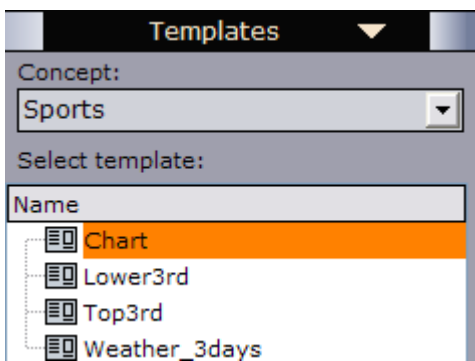 Templates
Concept:
Sports
Select template:
Name
Chart
Lower3rd
Top3rd
Weather_3days